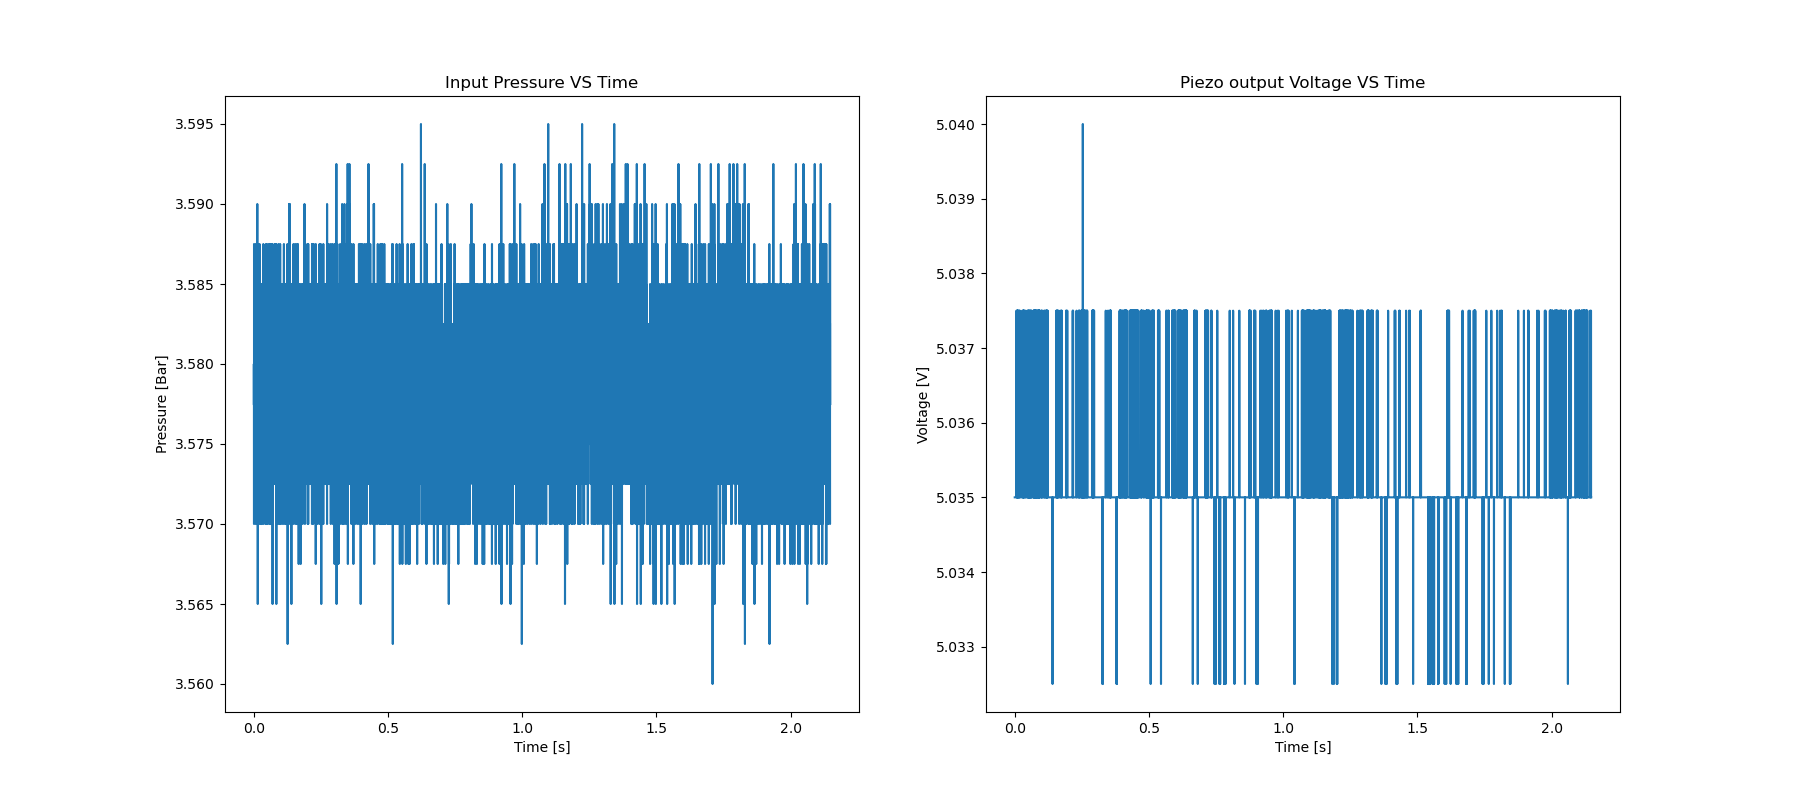 Input Pressure VS Time
3.595
3.590
3.585
3.580
3.575
3.570
3.565
3.560
Pressure [Bar]
0.0 0.5 1.0 1.5 2.0
Time [s]
Piezo output Voltage VS Time
5.040
5.039
5.038
5.037
5.036
5.035
5.034
5.033
Voltage [V]
0.0 0.5 1.0 1.5 2.0
Time [s]